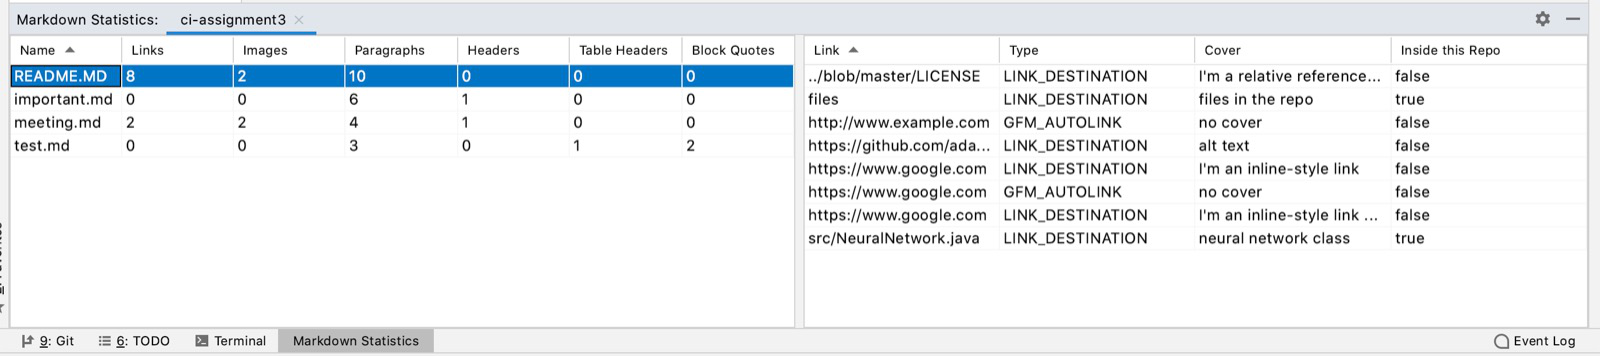 Markdown Statistics: ci-assignment3
Name Links Images Paragraphs Headers Table Headers Block Quotes
README.MD 8 2 10 0 0 0
important.md 0 0 6 1 0 0
meeting.md 2 2 4 1 0 0
test.md 0 0 3 0 1 2
Link Type Cover Inside this Repo
../blob/master/LICENSE LINK_DESTINATION I'm a relative reference... false
files LINK_DESTINATION files in the repo true
http://www.example.com GFM_AUTOLINK no cover false
https://github.com/ada... LINK_DESTINATION alt text false
https://www.google.com LINK_DESTINATION I'm an inline-style link false
https://www.google.com GFM_AUTOLINK no cover false
https://www.google.com LINK_DESTINATION I'm an inline-style link ... false
src/NeuralNetwork.java LINK_DESTINATION neural network class true
9: Git 6: TODO Terminal Markdown Statistics Event Log